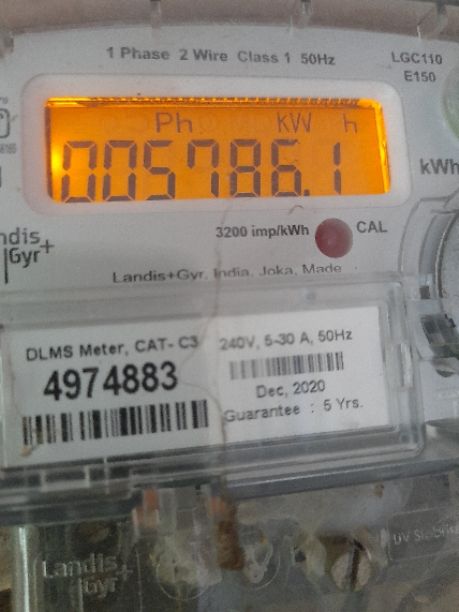 1 Phase 2 Wire Class 1 50Hz
LGC110
E150
Ph KW h
005786.1
kWh
ndis
Gyr+
3200 imp/kWh
CAL
Landis+Gyr, India, Joka, Made
DLMS Meter, CAT- C3
4974883
240V, 5-30 A, 50Hz
Dec, 2020
Guarantee : 5 Yrs.
Landis+
Gyr